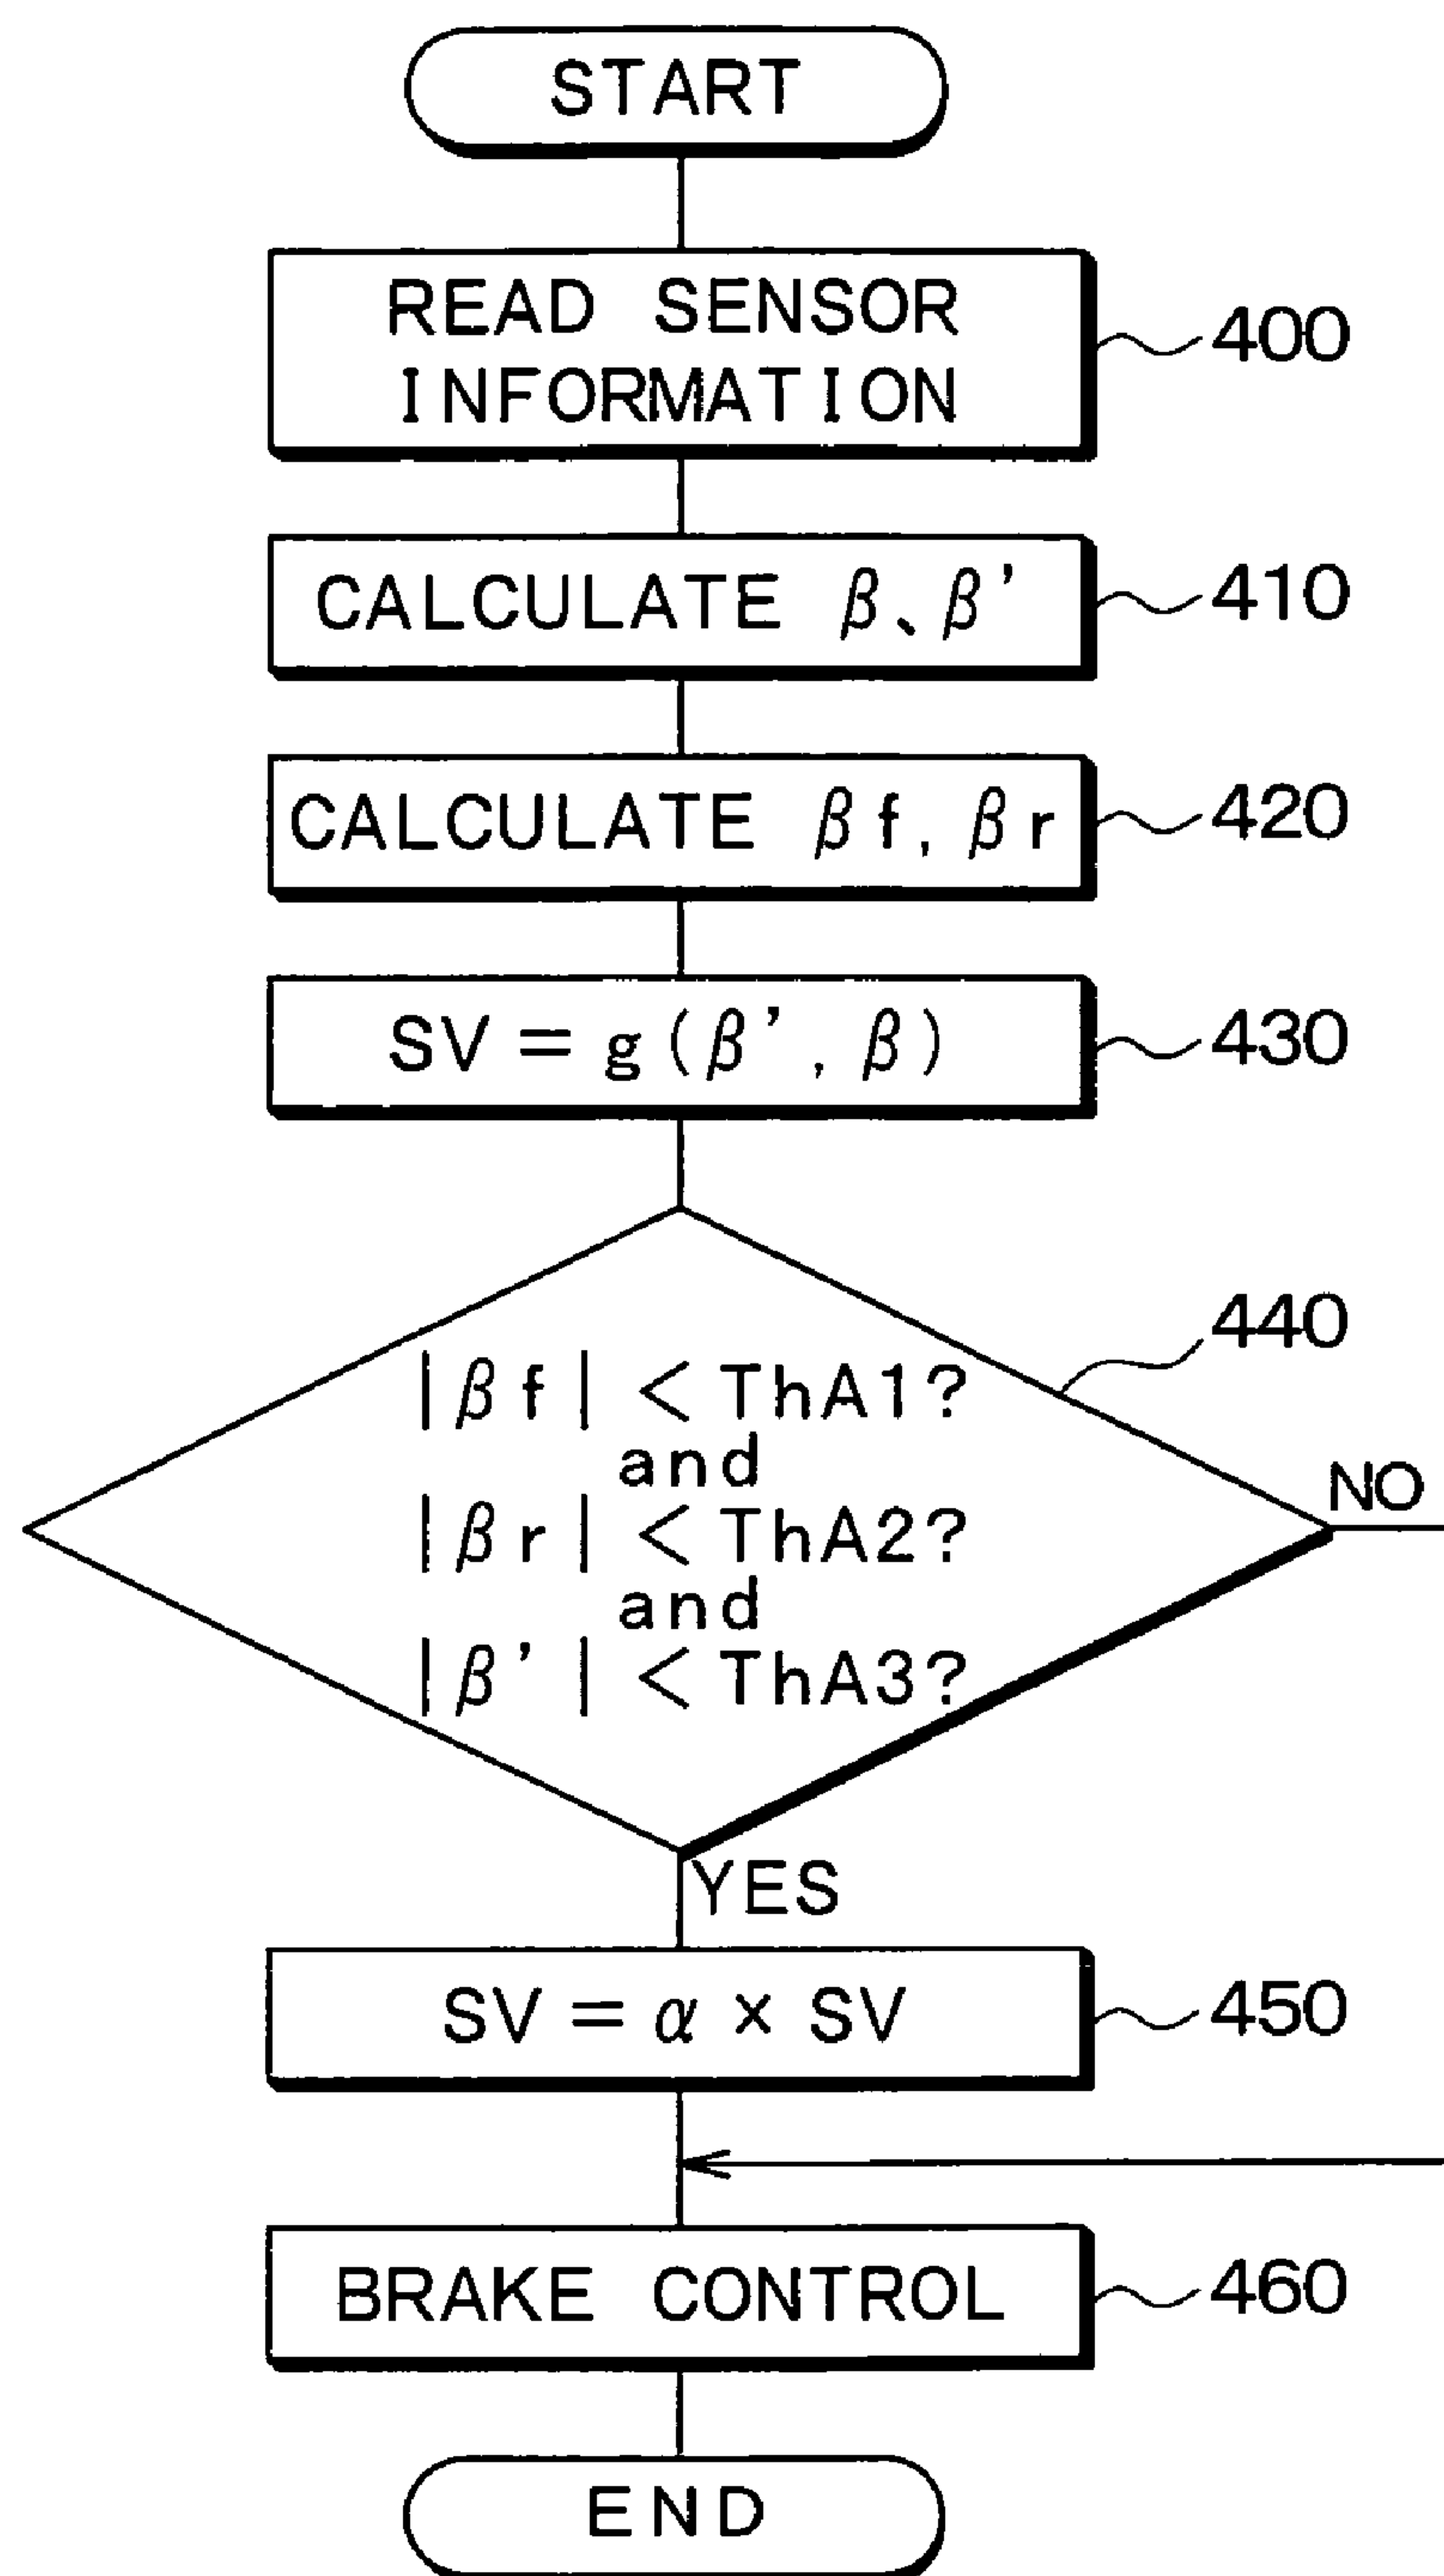 START
READ SENSOR
INFORMATION
400
CALCULATE β、β'
410
CALCULATE βf, βr
420
SV = g(β', β)
430
440
|βf| < ThA1?
and
|βr| < ThA2?
and
|β'| < ThA3?
NO
YES
SV = α × SV
450
BRAKE CONTROL
460
END